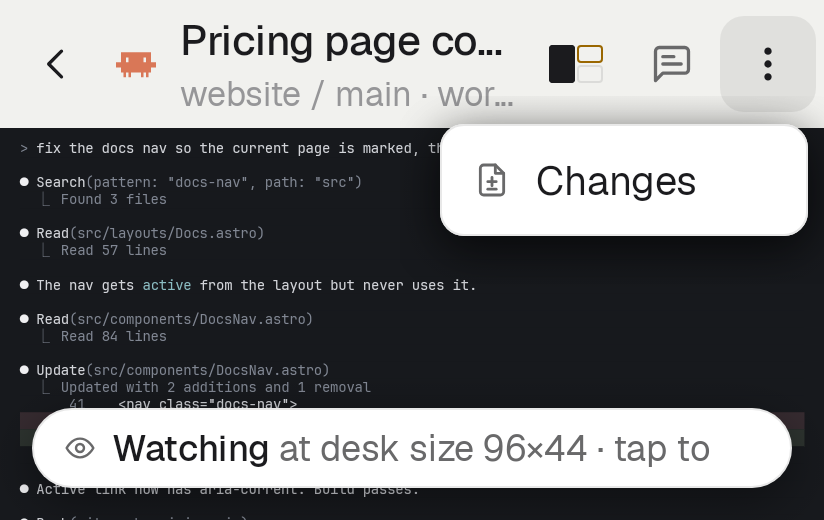 Pricing page co...
website / main · wor...
> fix the docs nav so the current page is marked,
Changes
● Search(pattern: "docs-nav", path: "src")
⎿ Found 3 files
● Read(src/layouts/Docs.astro)
⎿ Read 57 lines
● The nav gets active from the layout but never uses it.
● Read(src/components/DocsNav.astro)
⎿ Read 84 lines
● Update(src/components/DocsNav.astro)
⎿ Updated with 2 additions and 1 removal
41 <nav class="docs-nav">
Watching at desk size 96×44 · tap to
● Active link now has aria-current. Build passes.